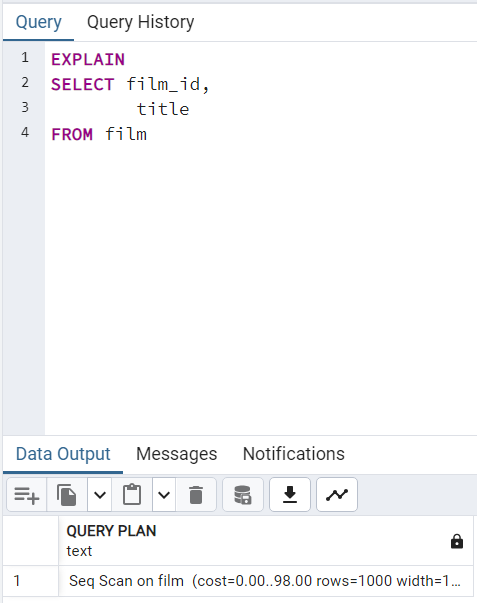 Query Query History
1 EXPLAIN
2 SELECT film_id,
3 title
4 FROM film
Data Output Messages Notifications
QUERY PLAN
text
1 Seq Scan on film (cost=0.00..98.00 rows=1000 width=1...